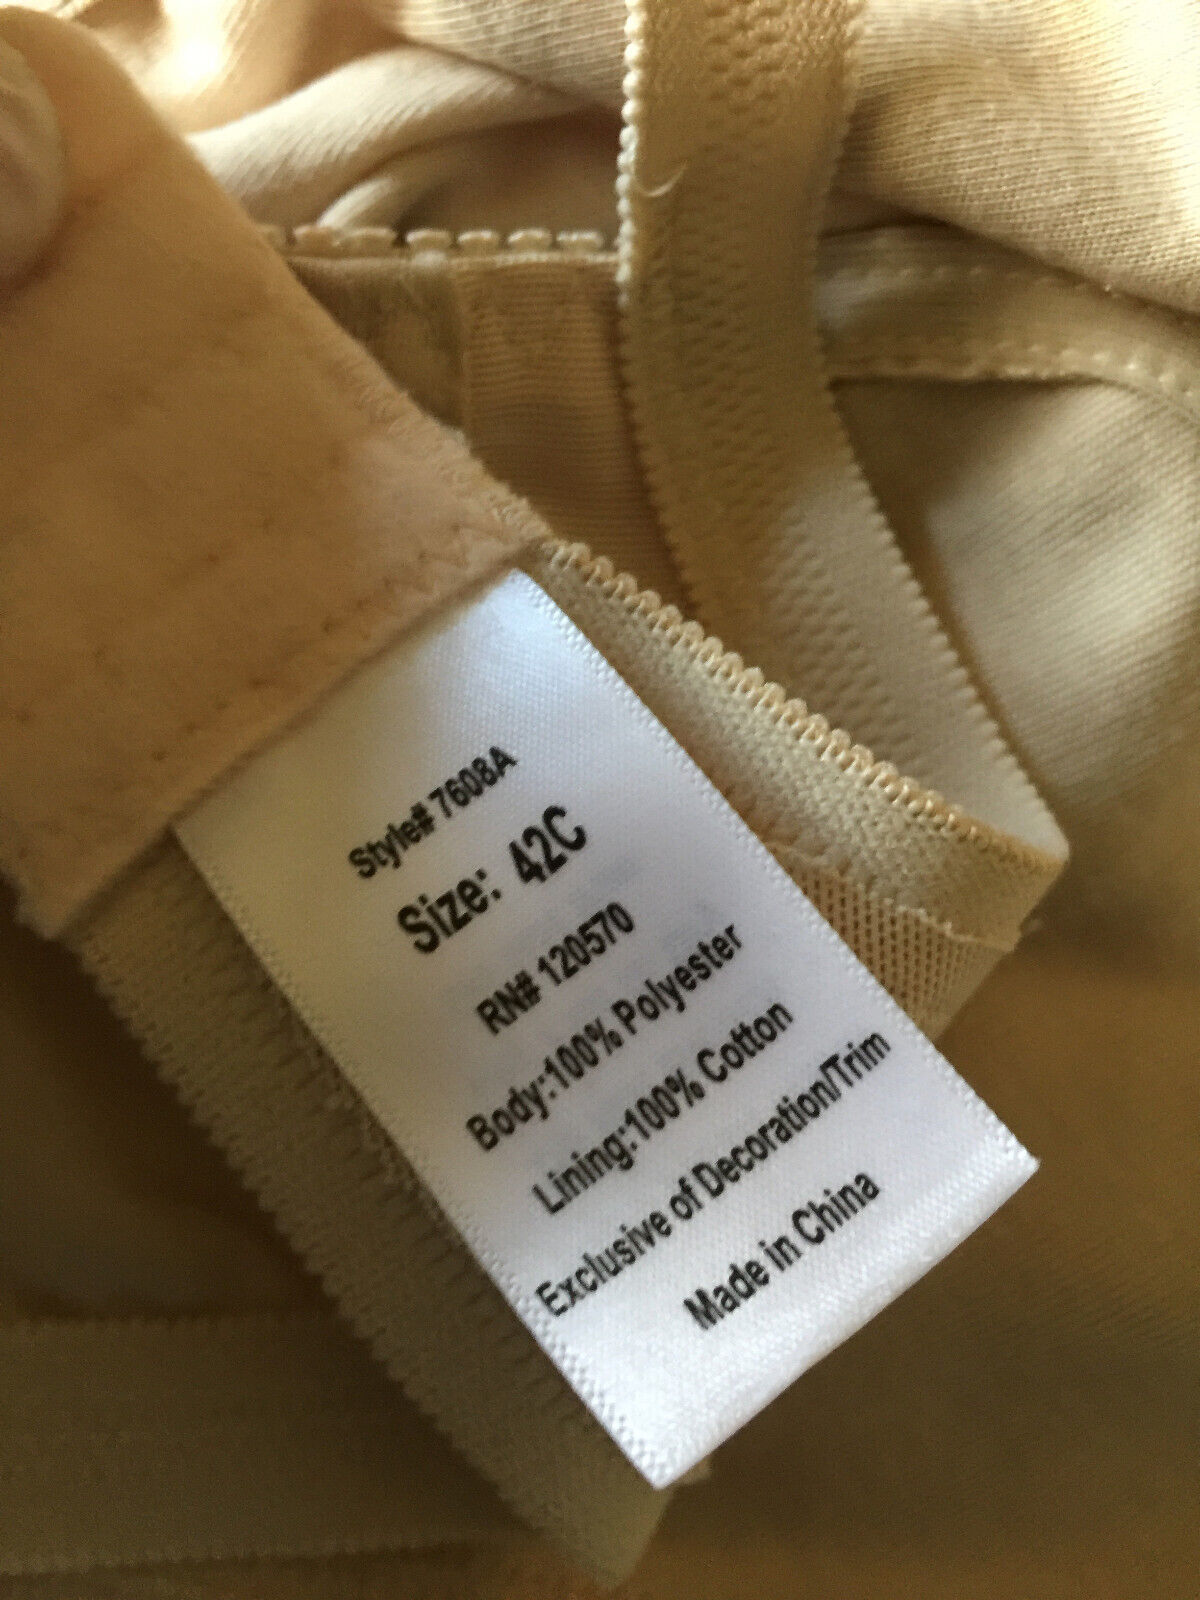 Style# 7608A
Size: 42C
RN# 120570
Body:100% Polyester
Lining:100% Cotton
Exclusive of Decoration/Trim
Made in China